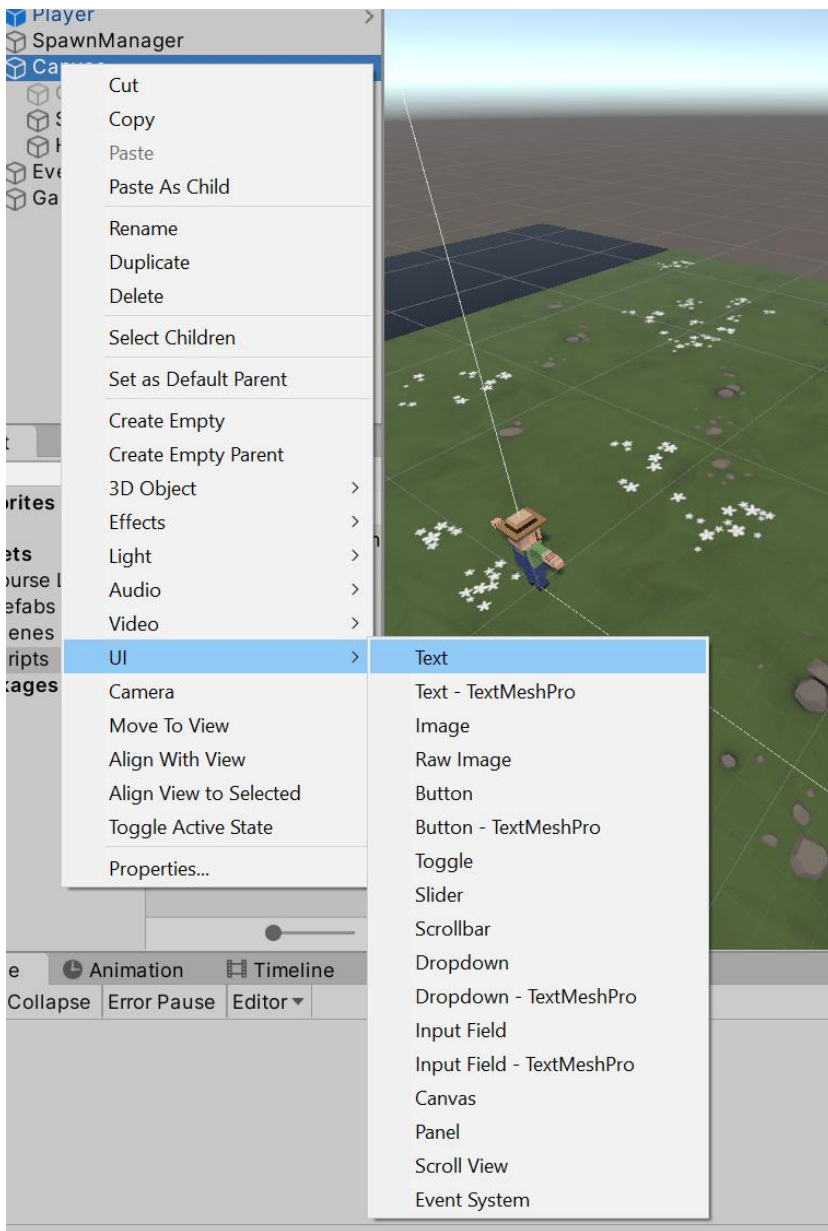 Player
SpawnManager
Cut
Copy
Paste
Paste As Child
Rename
Duplicate
Delete
Select Children
Set as Default Parent
Create Empty
Create Empty Parent
3D Object
Effects
Light
Audio
Video
UI
Camera
Move To View
Align With View
Align View to Selected
Toggle Active State
Properties...
Text
Text - TextMeshPro
Image
Raw Image
Button
Button - TextMeshPro
Toggle
Slider
Scrollbar
Dropdown
Dropdown - TextMeshPro
Input Field
Input Field - TextMeshPro
Canvas
Panel
Scroll View
Event System
Animation Timeline
Collapse Error Pause Editor